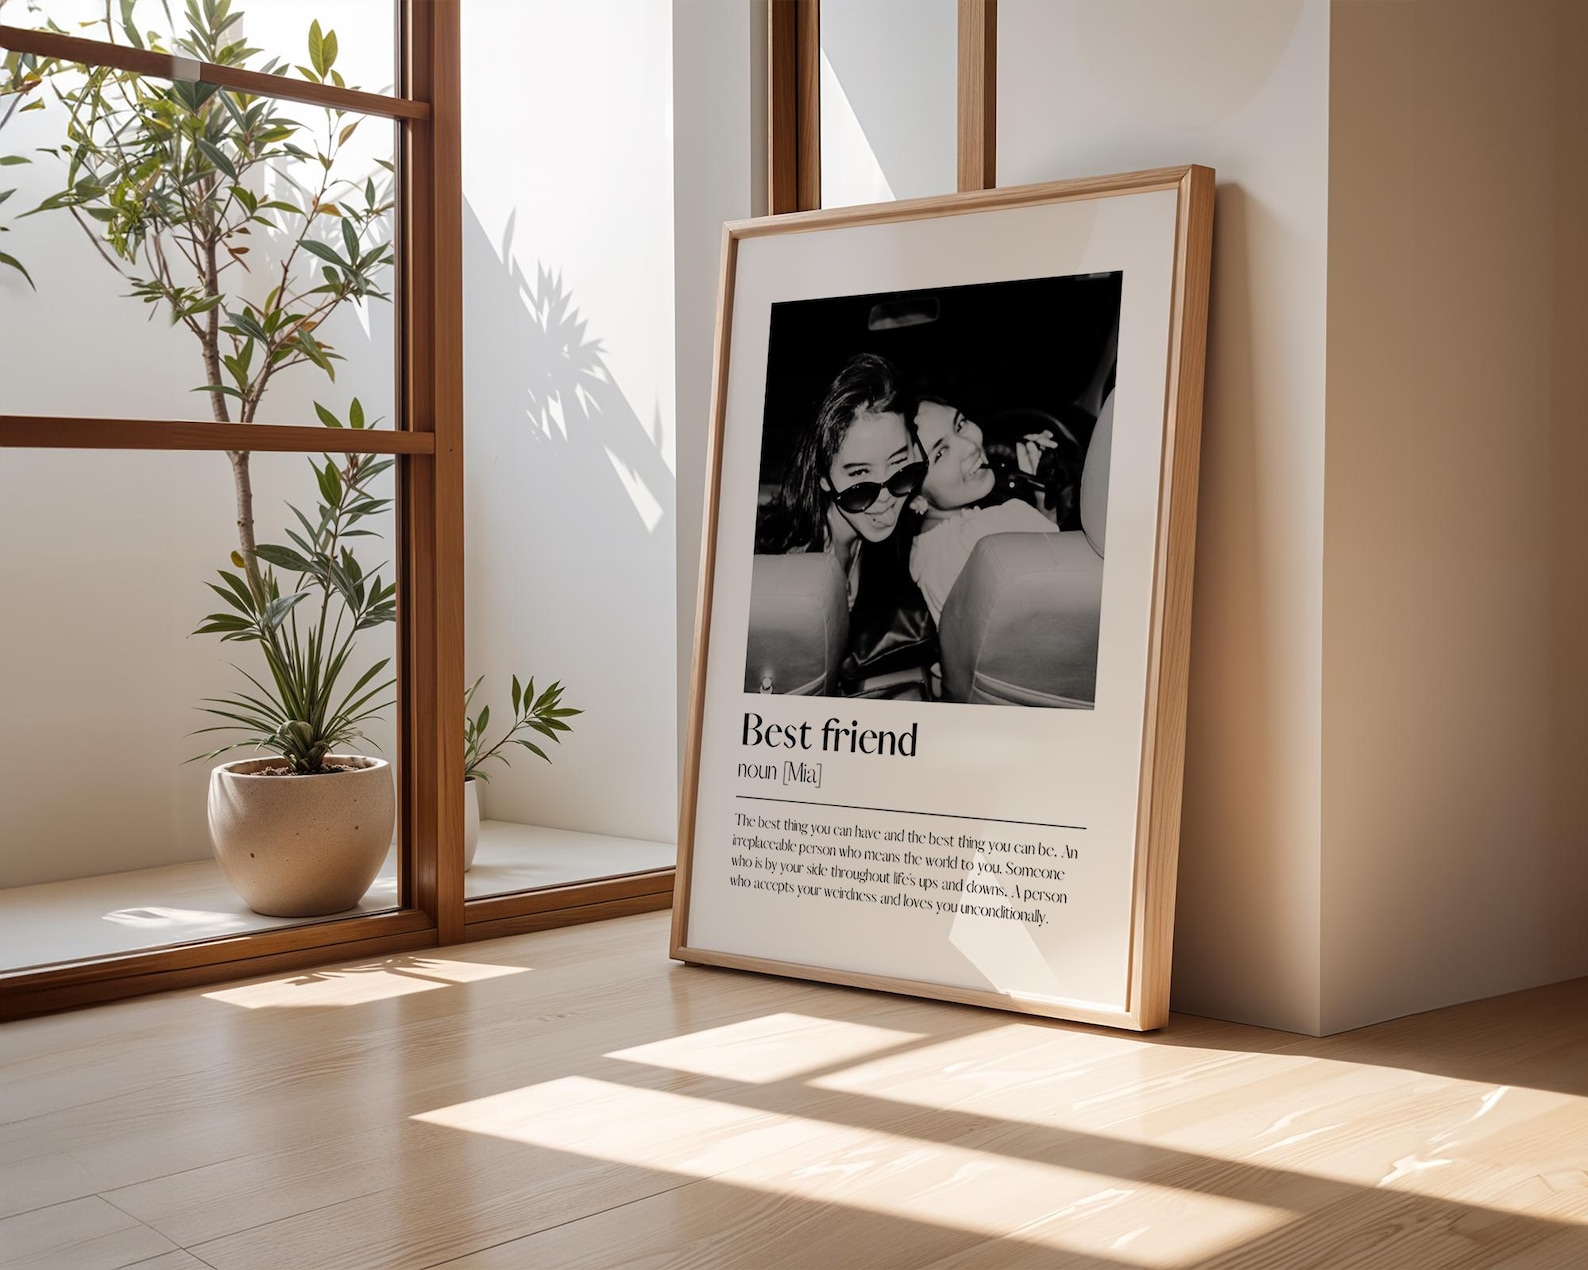 Best friend
noun [Mia]
The best thing you can have and the best thing you can be. An
irreplaceable person who means the world to you. Someone
who is by your side throughout life's ups and downs. A person
who accepts your weirdness and loves you unconditionally.